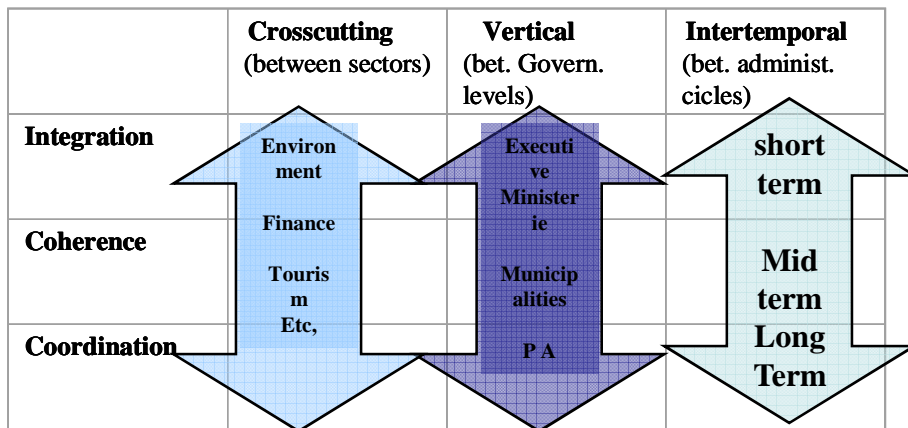 Crosscutting
(between sectors)
Vertical
(bet. Govern.
levels)
Intertemporal
(bet. administ.
cicles)
Integration
Coherence
Coordination
Environ
ment
Finance
Touris
m
Etc,
Executi
ve
Minister
ie
Municip
alities
P A
short
term
Mid
term
Long
Term